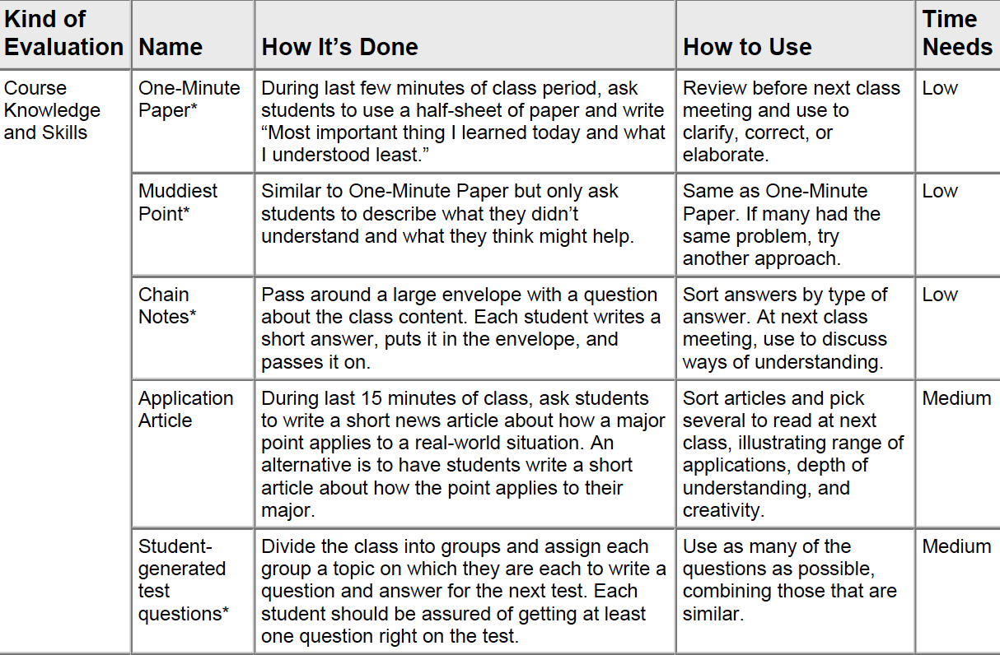 Kind of
Evaluation
Name
How It’s Done
How to Use
Time
Needs
Course
Knowledge
and Skills
One-Minute
Paper*
During last few minutes of class period, ask
students to use a half-sheet of paper and write
“Most important thing I learned today and what
I understood least.”
Review before next class
meeting and use to
clarify, correct, or
elaborate.
Low
Muddiest
Point*
Similar to One-Minute Paper but only ask
students to describe what they didn’t
understand and what they think might help.
Same as One-Minute
Paper. If many had the
same problem, try
another approach.
Low
Chain
Notes*
Pass around a large envelope with a question
about the class content. Each student writes a
short answer, puts it in the envelope, and
passes it on.
Sort answers by type of
answer. At next class
meeting, use to discuss
ways of understanding.
Low
Application
Article
During last 15 minutes of class, ask students
to write a short news article about how a major
point applies to a real-world situation. An
alternative is to have students write a short
article about how the point applies to their
major.
Sort articles and pick
several to read at next
class, illustrating range of
applications, depth of
understanding, and
creativity.
Medium
Student-
generated
test
questions*
Divide the class into groups and assign each
group a topic on which they are each to write a
question and answer for the next test. Each
student should be assured of getting at least
one question right on the test.
Use as many of the
questions as possible,
combining those that are
similar.
Medium